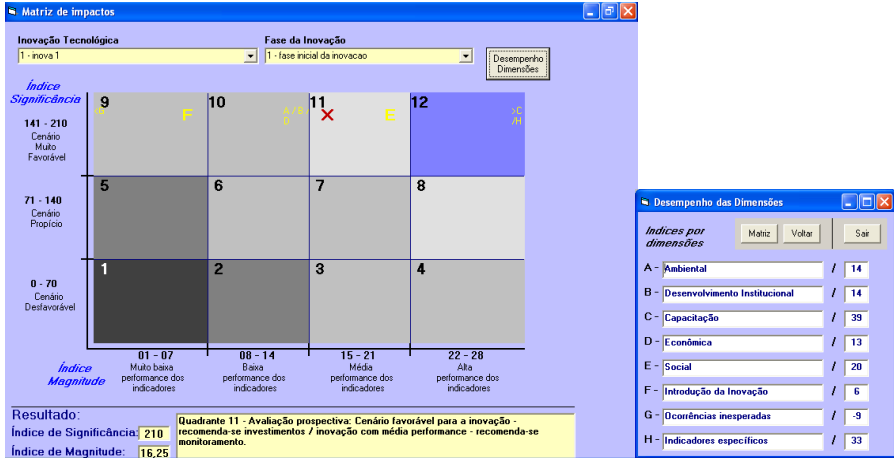 Matriz de impactos
Inovação Tecnológica
Fase da Inovação
1 - inova 1
1 - fase inicial da inovacao
Desempenho
Dimensões
Índice
Significância
141 - 210
Cenário
Muito
Favorável
71 - 140
Cenário
Propício
0 - 70
Cenário
Desfavorável
9
G
F
10
A / B
D
11
X
E
12
>C
/H
5
6
7
8
1
2
3
4
Índice
Magnitude
01 - 07
Muito baixa
performance dos
indicadores
08 - 14
Baixa
performance dos
indicadores
15 - 21
Média
performance dos
indicadores
22 - 28
Alta
performance dos
indicadores
Resultado:
Índice de Significância: 210
Índice de Magnitude: 16,25
Quadrante 11 - Avaliação prospectiva: Cenário favorável para a inovação -
recomenda-se investimentos / inovação com média performance - recomenda-se
monitoramento.
Desempenho das Dimensões
Indices por
dimensões
Matriz
Voltar
Sair
A - Ambiental / 14
B - Desenvolvimento Institucional / 14
C - Capacitação / 39
D - Econômica / 13
E - Social / 20
F - Introdução da Inovação / 6
G - Ocorrências inesperadas / -9
H - Indicadores específicos / 33